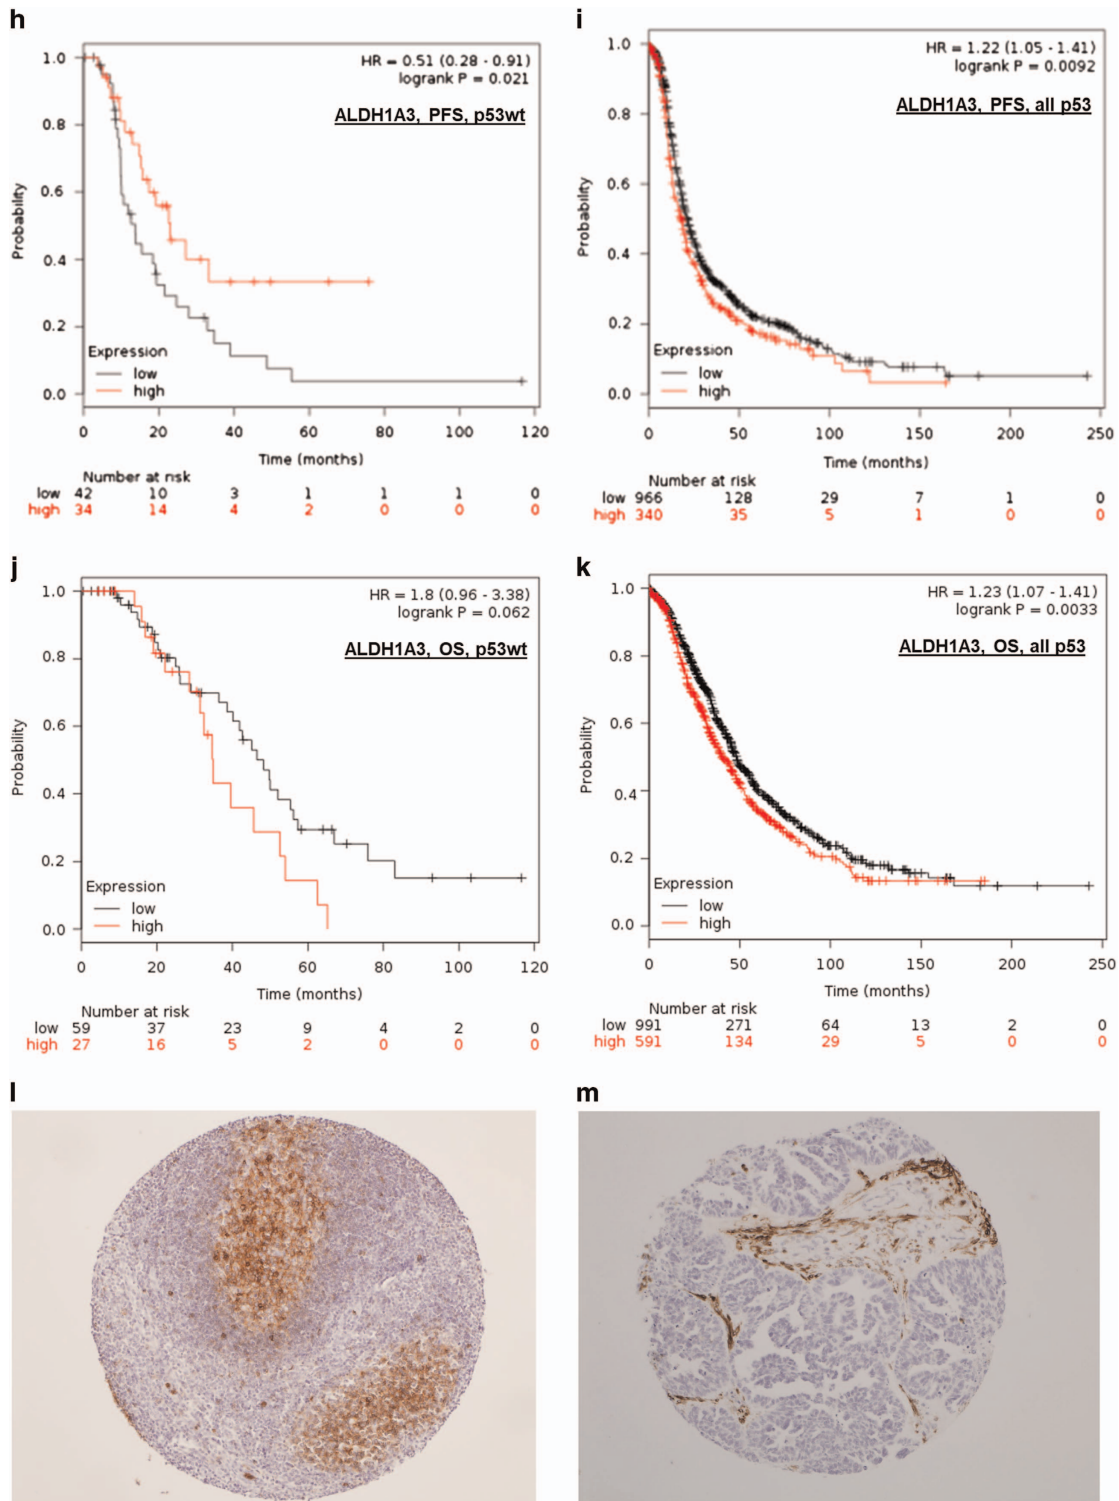 h
HR = 0.51 (0.28 - 0.91)
logrank P = 0.021
ALDH1A3, PFS, p53wt
Probability
1.0
0.8
0.6
0.4
0.2
0.0
Expression
low
high
0 20 40 60 80 100 120
Time (months)
Number at risk
low 42 10 3 1 1 1 0
high 34 14 4 2 0 0 0
i
HR = 1.22 (1.05 - 1.41)
logrank P = 0.0092
ALDH1A3, PFS, all p53
Probability
1.0
0.8
0.6
0.4
0.2
0.0
Expression
low
high
0 50 100 150 200 250
Time (months)
Number at risk
low 966 128 29 7 1 0
high 340 35 5 1 0 0
j
HR = 1.8 (0.96 - 3.38)
logrank P = 0.062
ALDH1A3, OS, p53wt
Probability
1.0
0.8
0.6
0.4
0.2
0.0
Expression
low
high
0 20 40 60 80 100 120
Time (months)
Number at risk
low 59 37 23 9 4 2 0
high 27 16 5 2 0 0 0
k
HR = 1.23 (1.07 - 1.41)
logrank P = 0.0033
ALDH1A3, OS, all p53
Probability
1.0
0.8
0.6
0.4
0.2
0.0
Expression
low
high
0 50 100 150 200 250
Time (months)
Number at risk
low 991 271 64 13 2 0
high 591 134 29 5 0 0
l
m